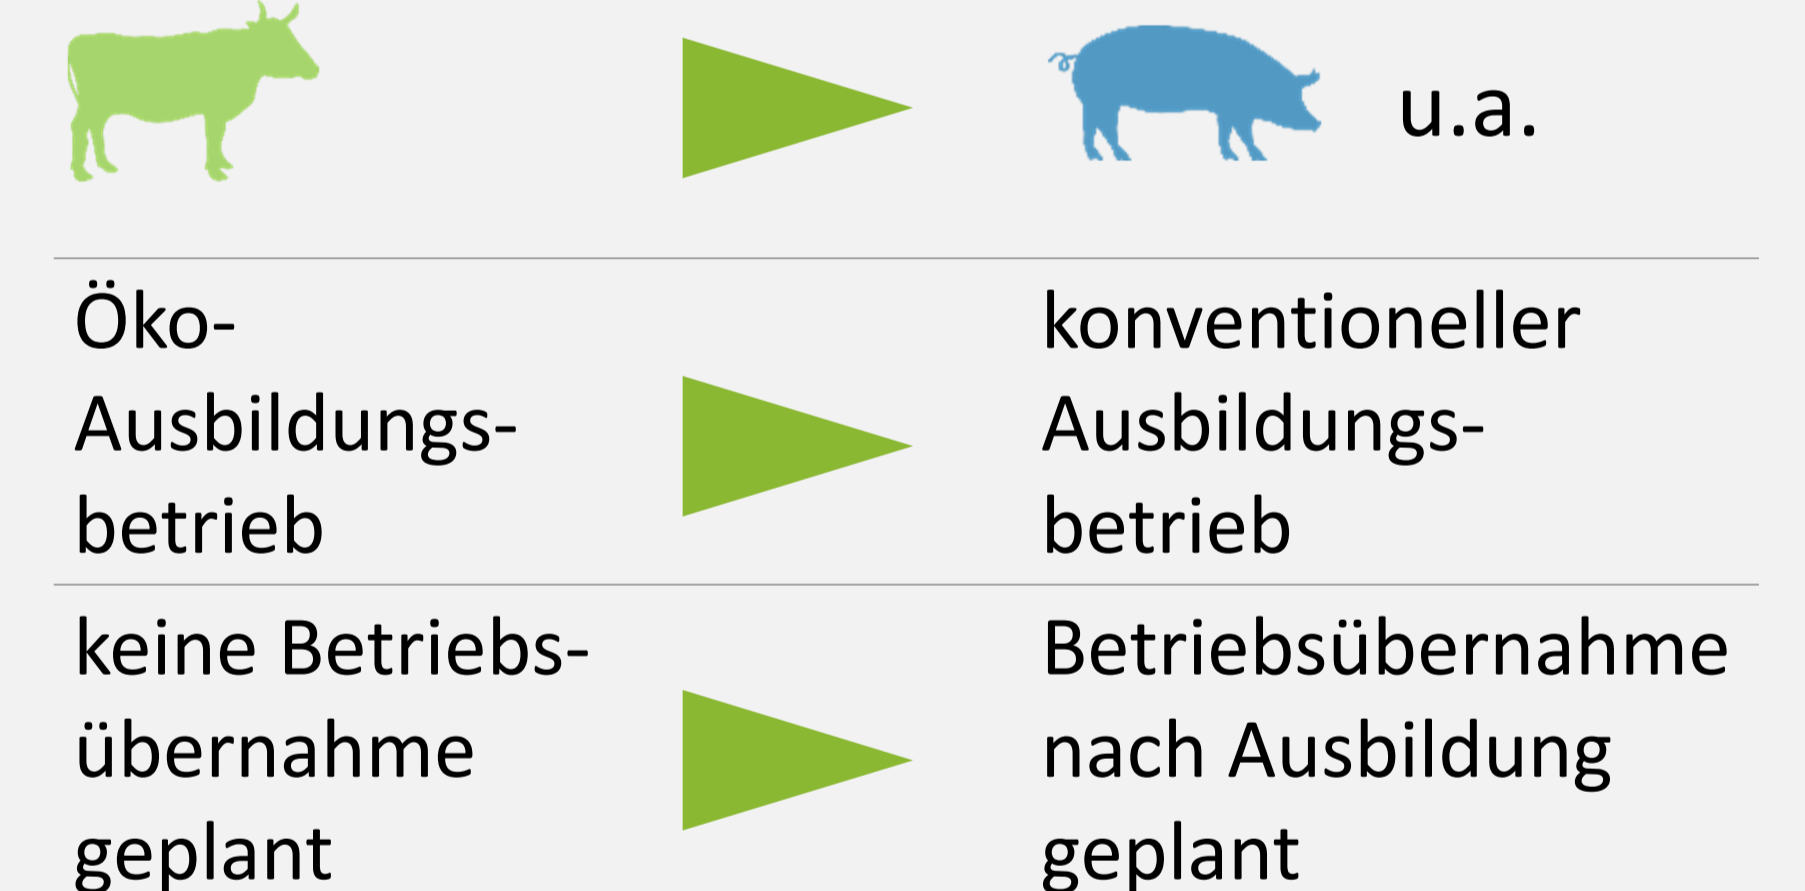 u.a.
Öko-
Ausbildungs-
betrieb
konventioneller
Ausbildungs-
betrieb
keine Betriebs-
übernahme
geplant
Betriebsübernahme
nach Ausbildung
geplant